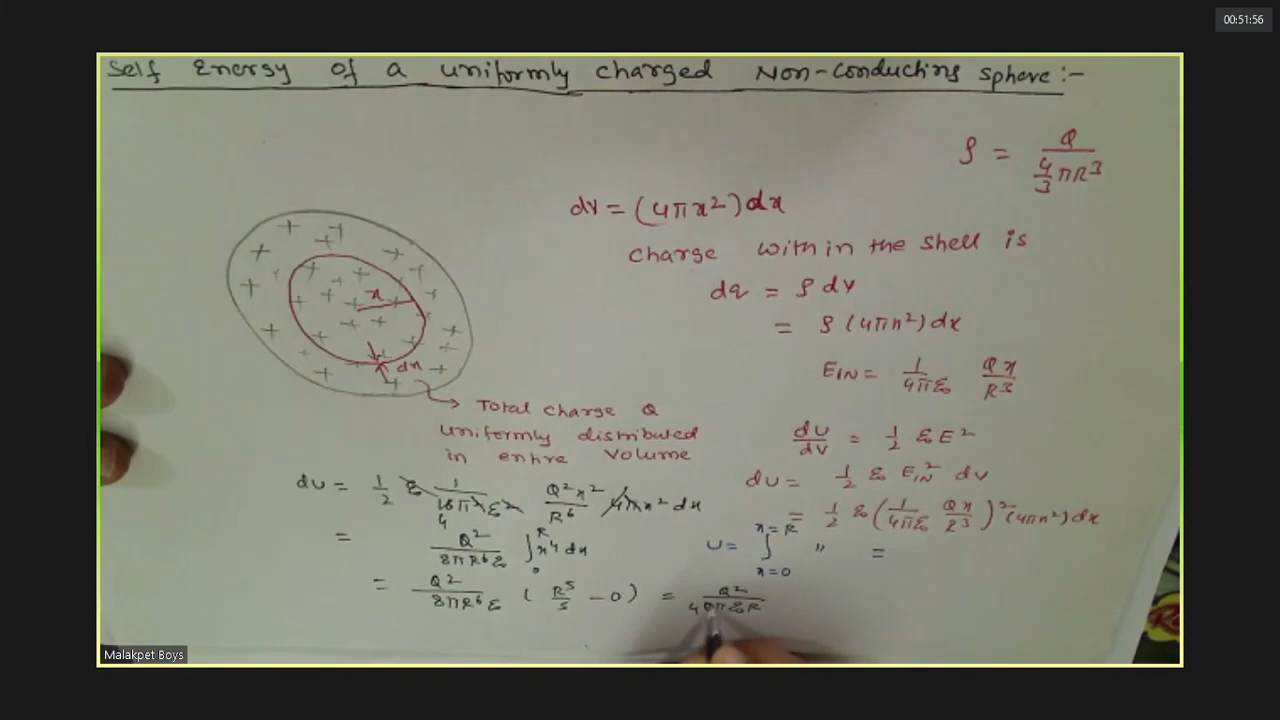 00:51:56
Self Energy of a uniformly charged Non-conducting sphere:-
ρ = Q / (4/3 πR³)
dV = (4πx²)dx
charge with in the shell is
dq = ρ dV
= ρ (4πx²) dx
E_IN = 1/4πε₀ Qx/R³
x
dx
Total charge Q
uniformly distributed
in entire volume
dU/dV = 1/2 ε₀ E²
dU = 1/2 ε₀ E_IN² dV
= 1/2 ε₀ (1/4πε₀ Qx/R³)² (4πx²) dx
U = ∫_{x=0}^{x=R} " =
dU = 1/2 ε₀ 1/16π²ε₀² Q²x²/R⁶ 4πx² dx
4
= Q²/8πR⁶ε₀ ∫₀^R x⁴ dx
= Q²/8πR⁶ε₀ (R⁵/5 - 0) = Q²/40πε₀R
Malakpet Boys